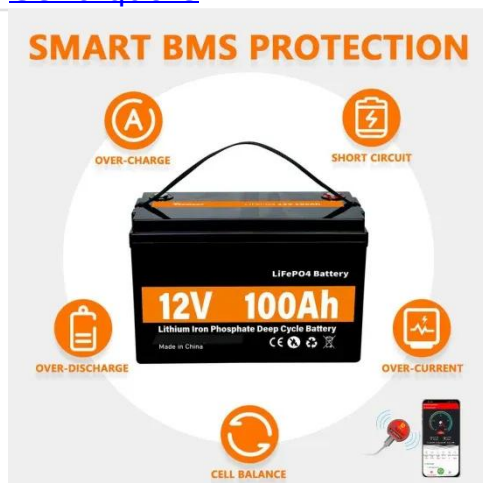 SMART BMS PROTECTION
OVER-CHARGE
SHORT CIRCUIT
LiFePO4 Battery
12V 100Ah
Lithium Iron Phosphate Deep Cycle Battery
Made in China
OVER-DISCHARGE
OVER-CURRENT
CELL BALANCE